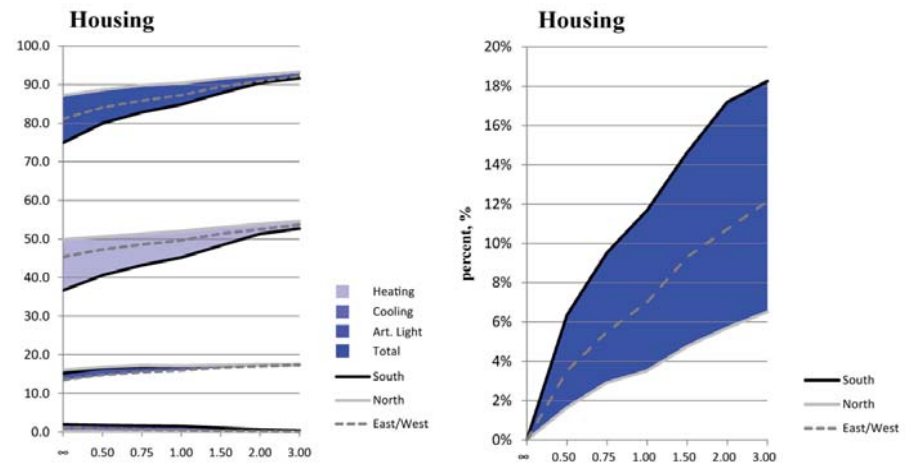 Housing
100.0
90.0
80.0
70.0
60.0
50.0
40.0
30.0
20.0
10.0
0.0
∞ 0.50 0.75 1.00 1.50 2.00 3.00
Heating
Cooling
Art. Light
Total
South
North
East/West
Housing
percent, %
20%
18%
16%
14%
12%
10%
8%
6%
4%
2%
0%
∞ 0.50 0.75 1.00 1.50 2.00 3.00
South
North
East/West